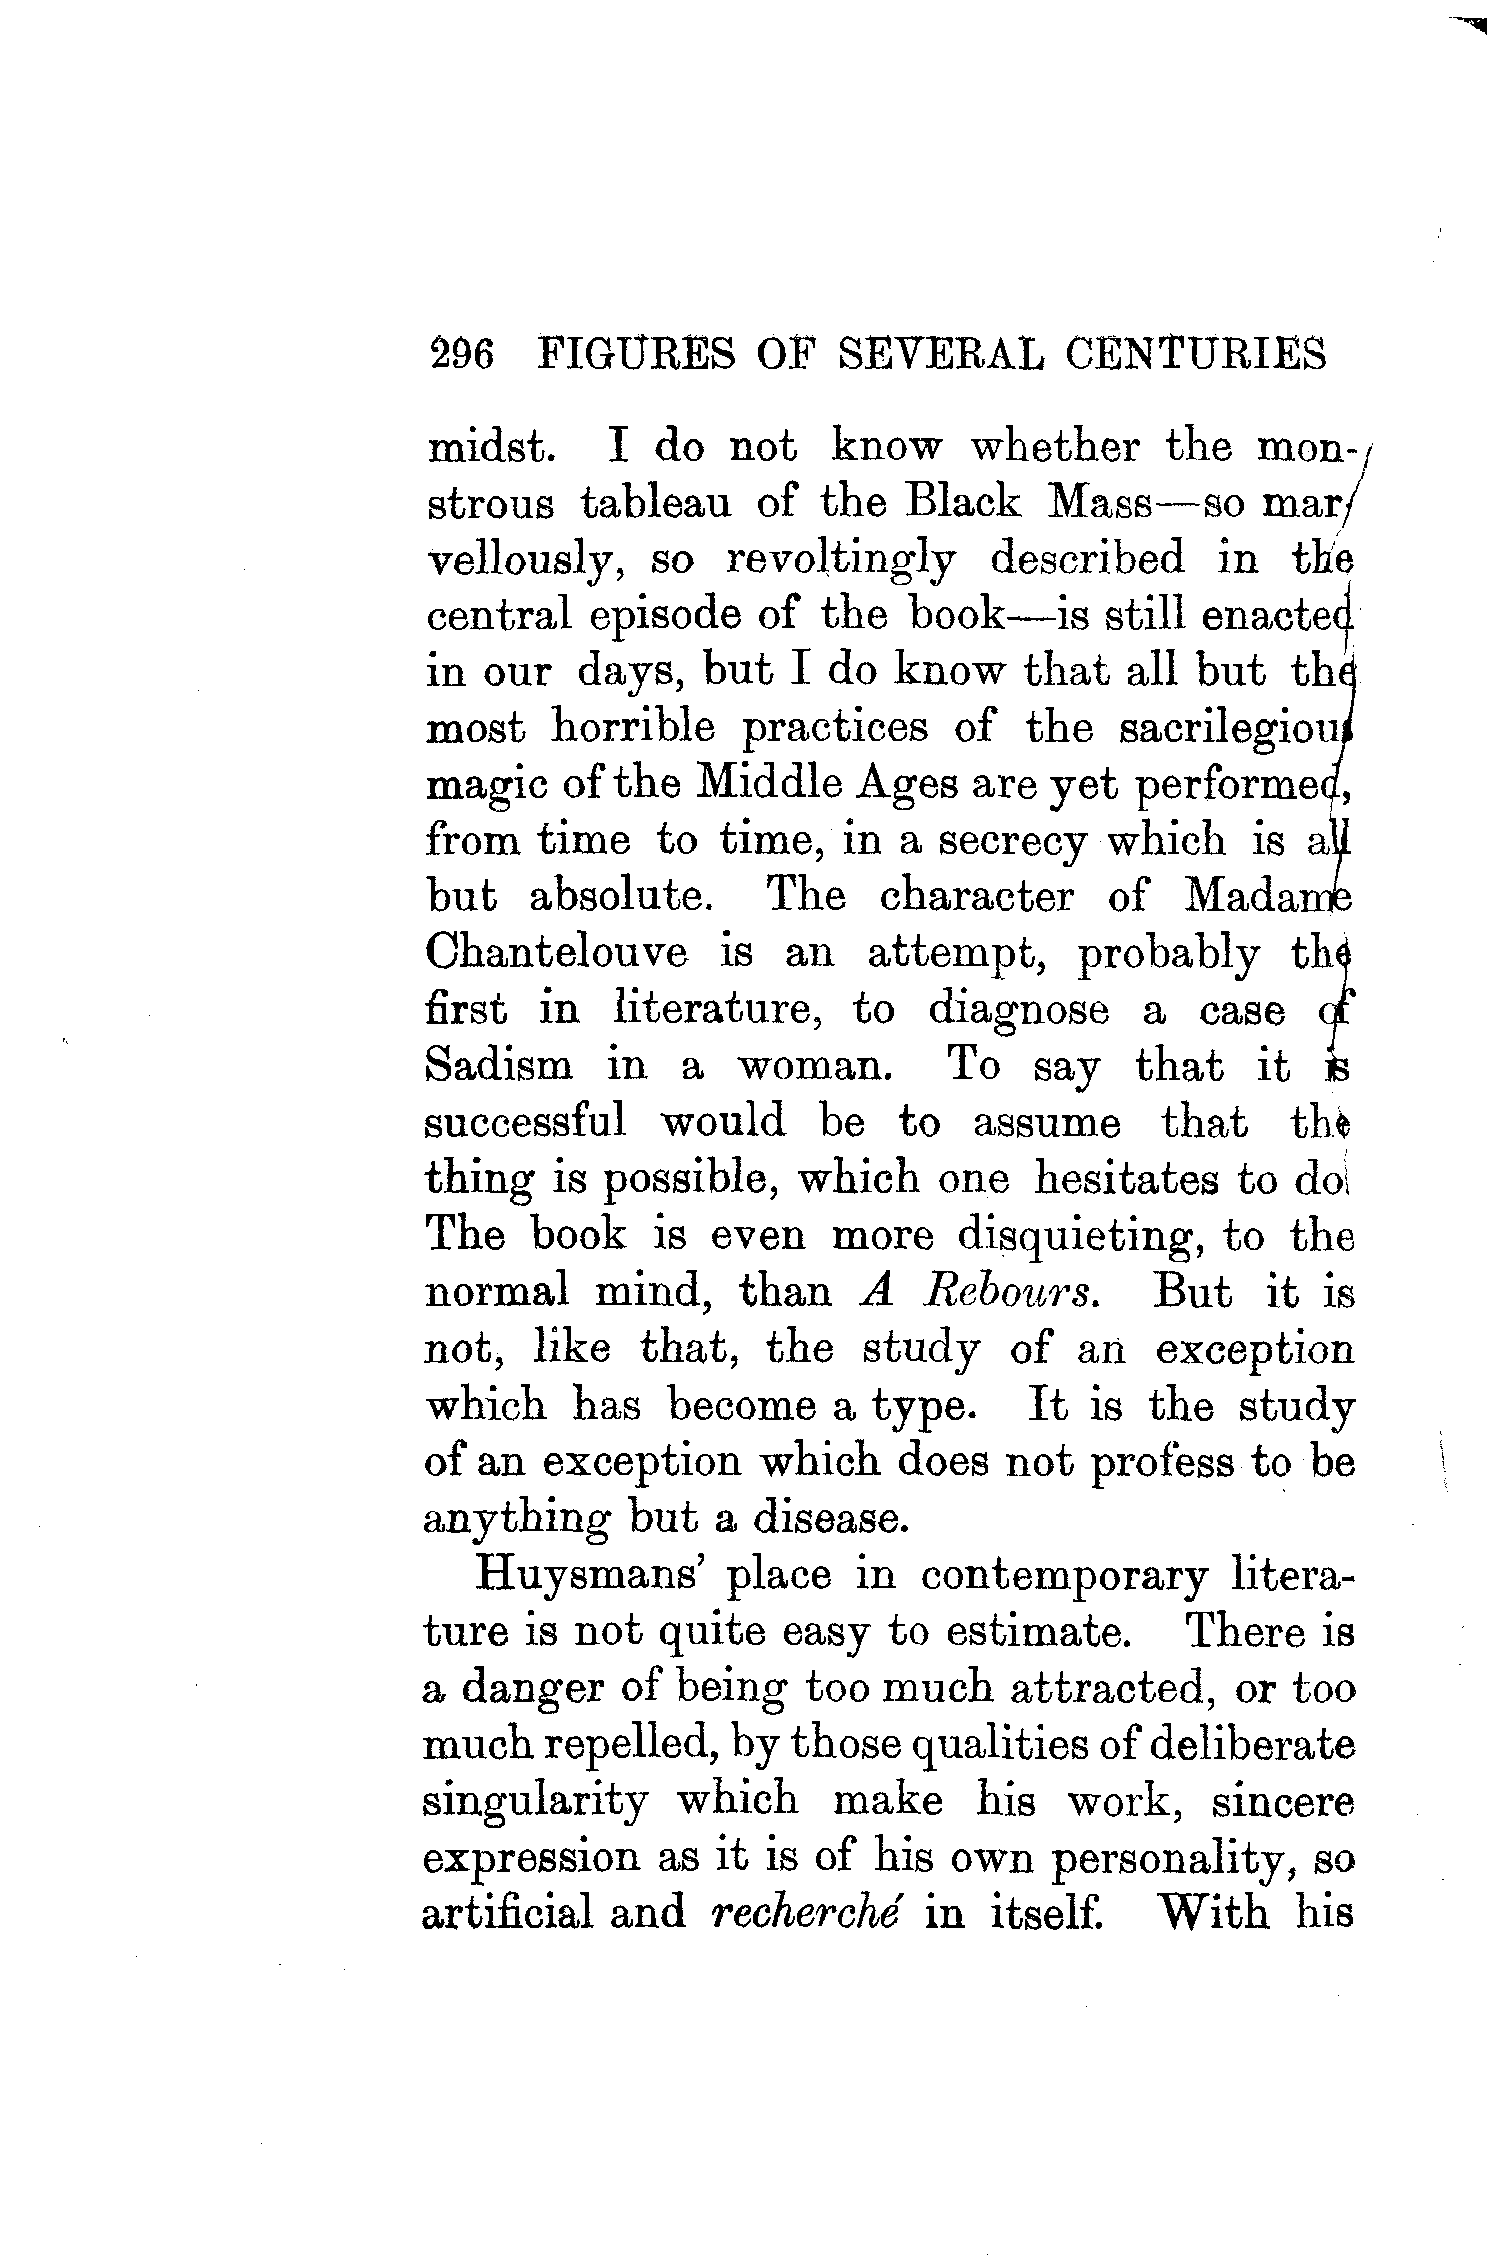 296 FIGURES OF SEVERAL CENTURIES
midst. I do not know whether the mon-
strous tableau of the Black Mass—so mar-
vellously, so revoltingly described in the
central episode of the book—is still enacted
in our days, but I do know that all but the
most horrible practices of the sacrilegious
magic of the Middle Ages are yet performed,
from time to time, in a secrecy which is all
but absolute. The character of Madame
Chantelouve is an attempt, probably the
first in literature, to diagnose a case of
Sadism in a woman. To say that it is
successful would be to assume that the
thing is possible, which one hesitates to do.
The book is even more disquieting, to the
normal mind, than A Rebours. But it is
not, like that, the study of an exception
which has become a type. It is the study
of an exception which does not profess to be
anything but a disease.
Huysmans' place in contemporary litera-
ture is not quite easy to estimate. There is
a danger of being too much attracted, or too
much repelled, by those qualities of deliberate
singularity which make his work, sincere
expression as it is of his own personality, so
artificial and recherché in itself. With his